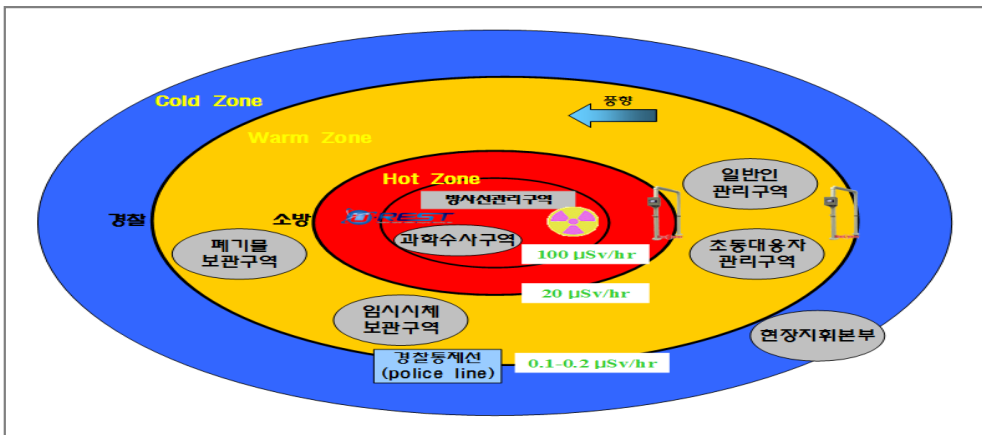 Cold Zone
풍향
Warm Zone
Hot Zone
일반인
관리구역
방사선관리구역
경찰
소방
REST
과학수사구역
폐기물
보관구역
초동대응자
관리구역
100 µSv/hr
20 µSv/hr
임시시체
보관구역
현장지휘본부
경찰통제선
(police line)
0.1-0.2 µSv/hr